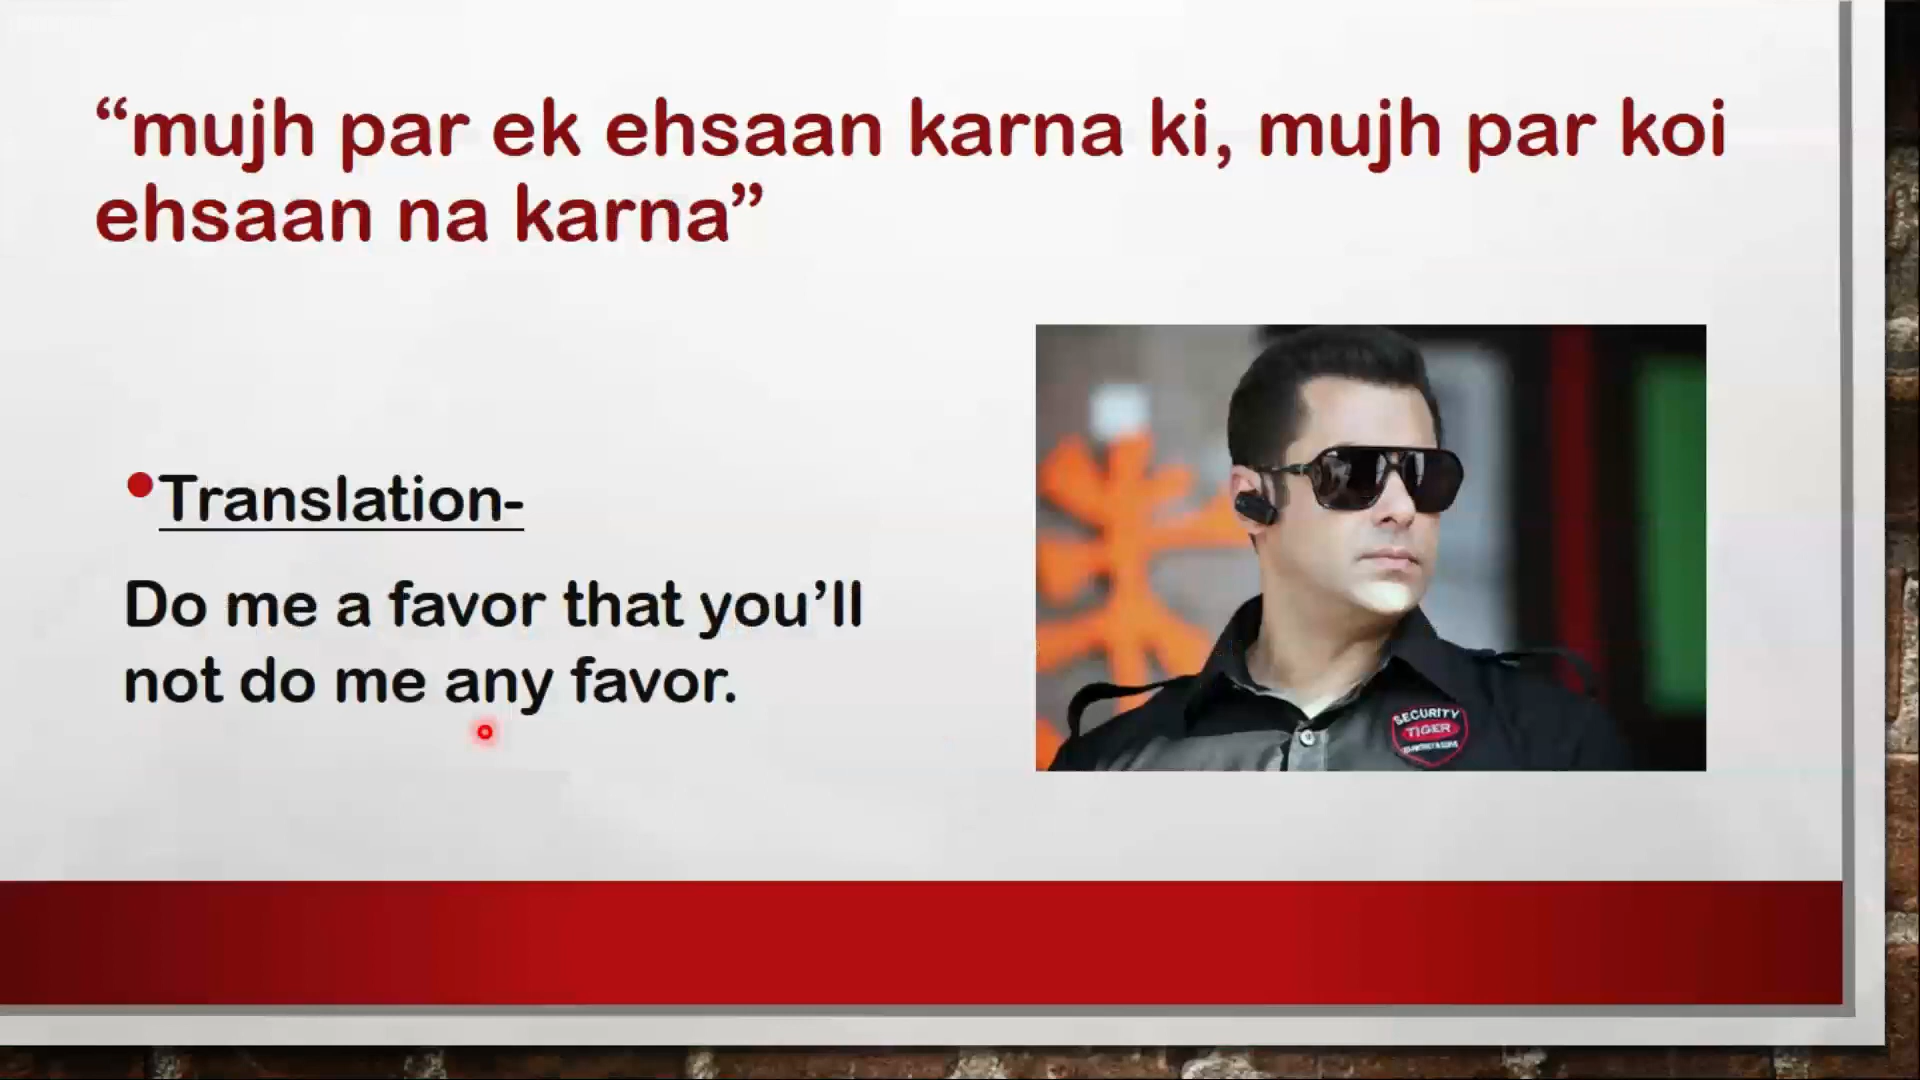 “mujh par ek ehsaan karna ki, mujh par koi
ehsaan na karna”
Translation-
Do me a favor that you’ll
not do me any favor.
SECURITY
TIGER